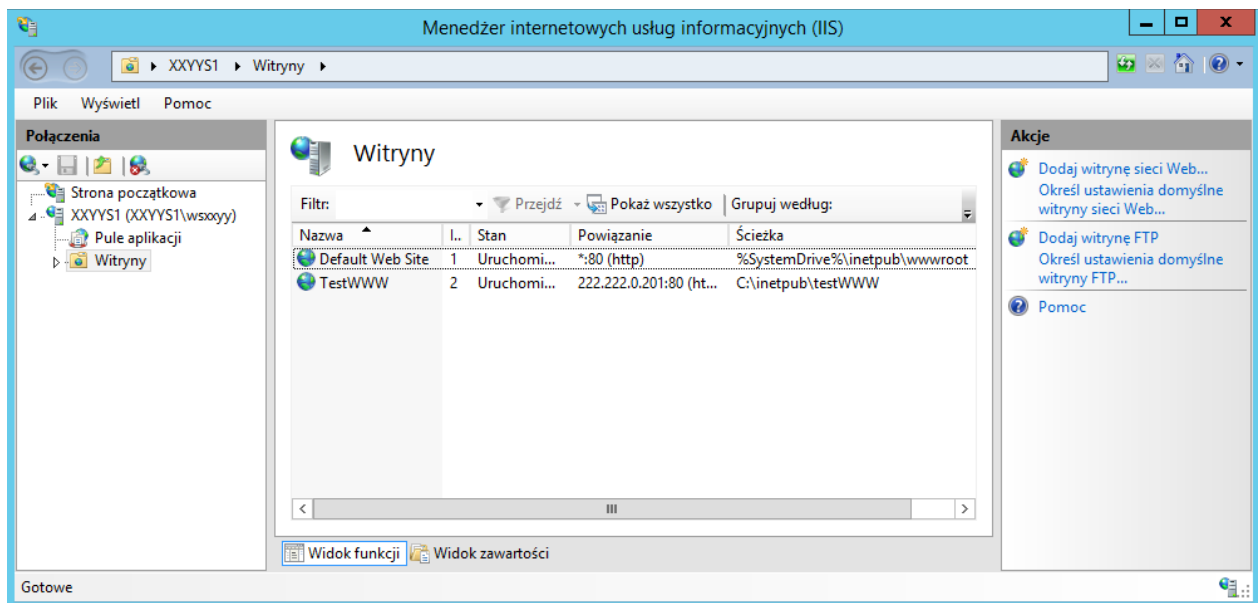 Menedżer internetowych usług informacyjnych (IIS)
XXYYS1 Witryny
Plik Wyświetl Pomoc
Połączenia
Strona początkowa
XXYYS1 (XXYYS1\wsxxyy)
Pule aplikacji
Witryny
Witryny
Filtr: Przejdź Pokaż wszystko Grupuj według:
Nazwa I.. Stan Powiązanie Ścieżka
Default Web Site 1 Uruchomi... *:80 (http) %SystemDrive%\inetpub\wwwroot
TestWWW 2 Uruchomi... 222.222.0.201:80 (ht... C:\inetpub\testWWW
Widok funkcji Widok zawartości
Akcje
Dodaj witrynę sieci Web...
Określ ustawienia domyślne
witryny sieci Web...
Dodaj witrynę FTP
Określ ustawienia domyślne
witryny FTP...
Pomoc
Gotowe